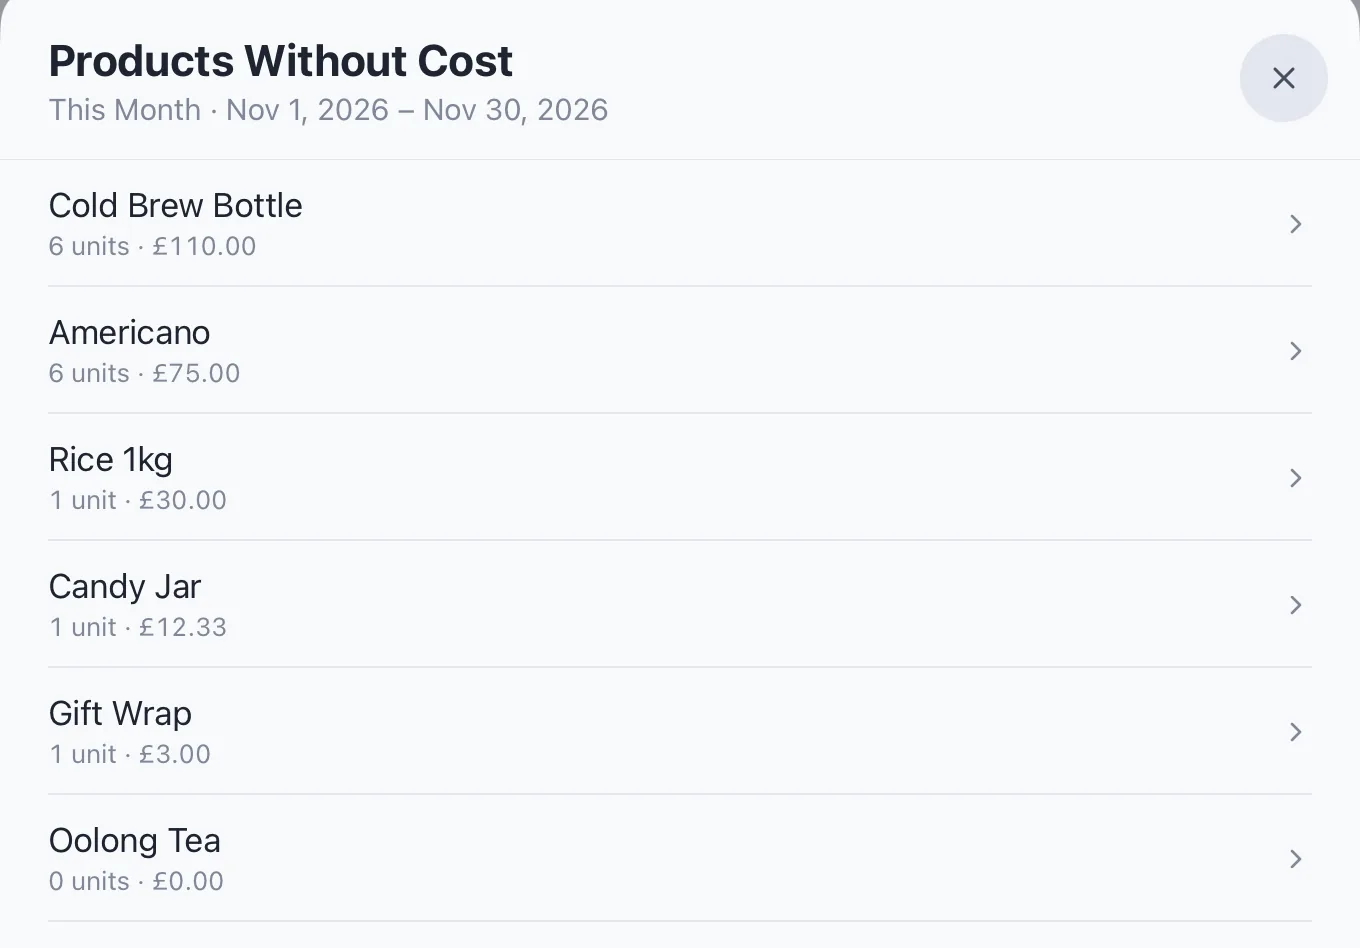 Products Without Cost
This Month · Nov 1, 2026 – Nov 30, 2026
Cold Brew Bottle
6 units · £110.00
Americano
6 units · £75.00
Rice 1kg
1 unit · £30.00
Candy Jar
1 unit · £12.33
Gift Wrap
1 unit · £3.00
Oolong Tea
0 units · £0.00